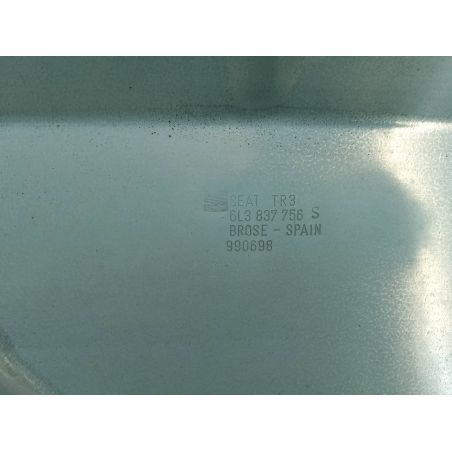 SEAT TR3
6L3 837 756 S
BROSE - SPAIN
990698